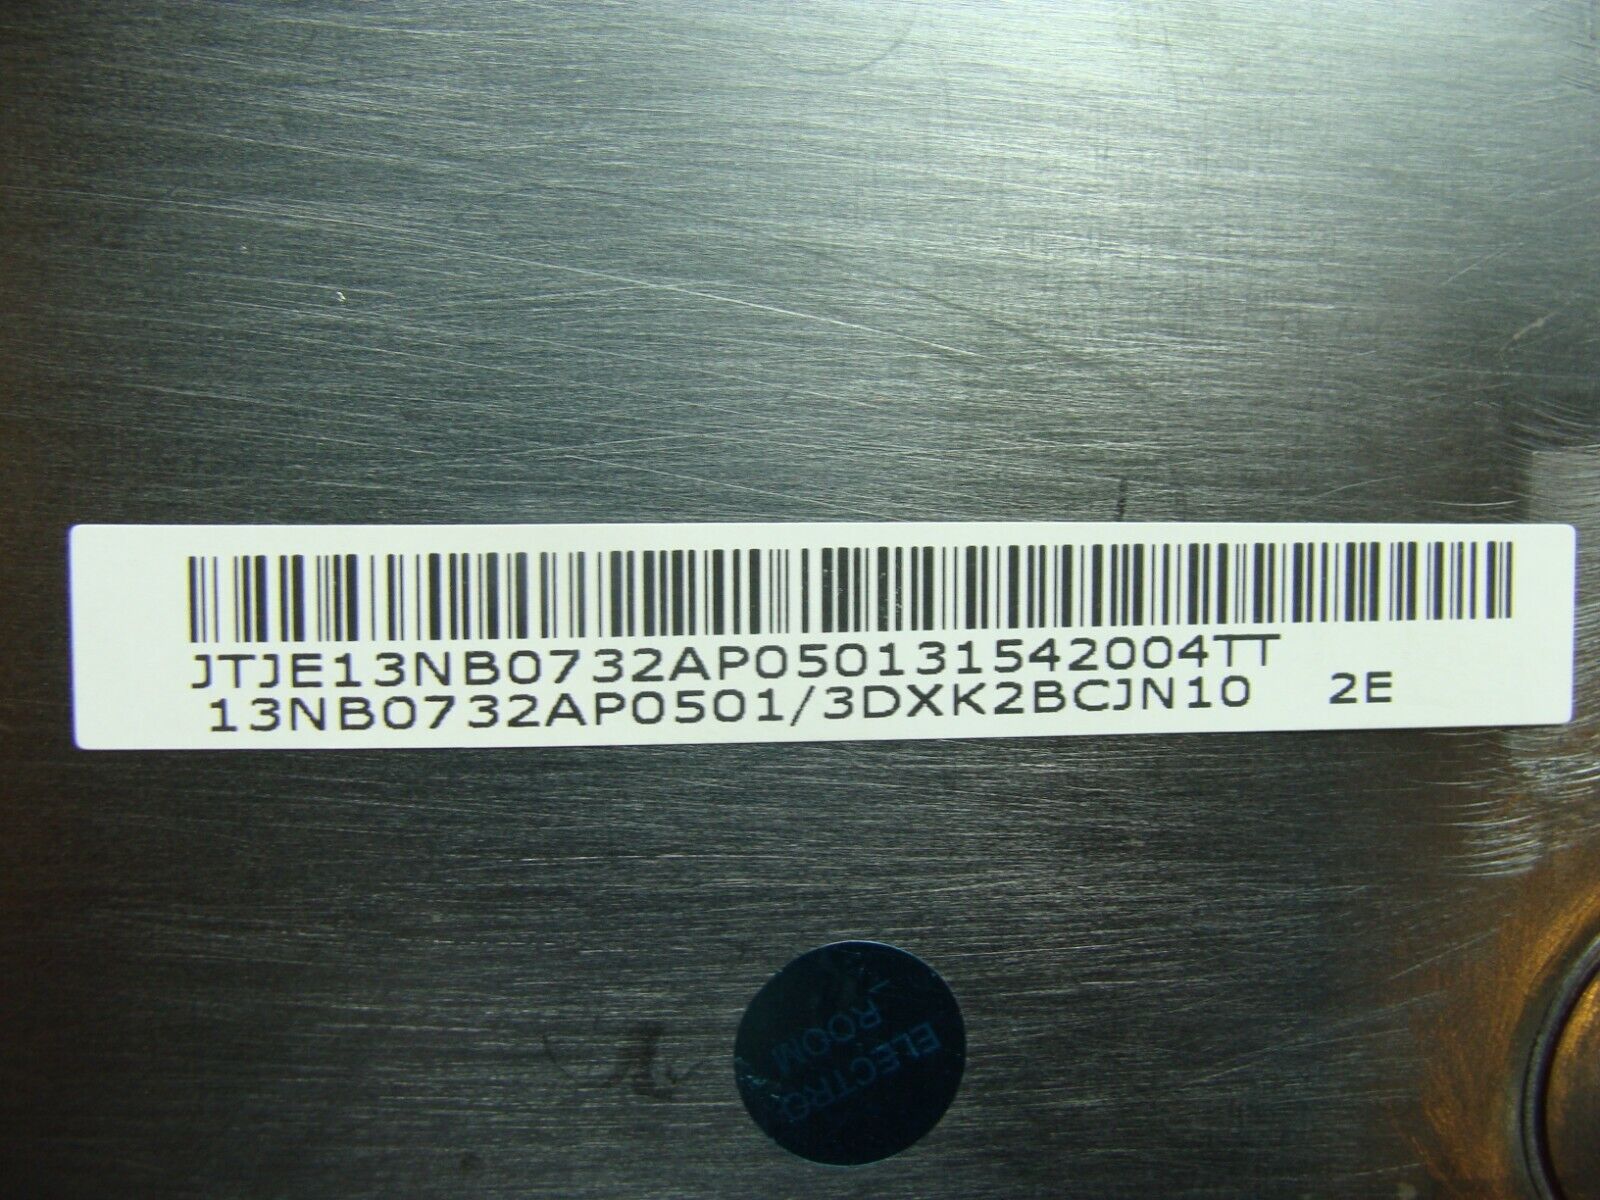 JTJE13NB0732AP050131542004TT
13NB0732AP0501/3DXK2BCJN10 2E
ELECTRO
ROOM